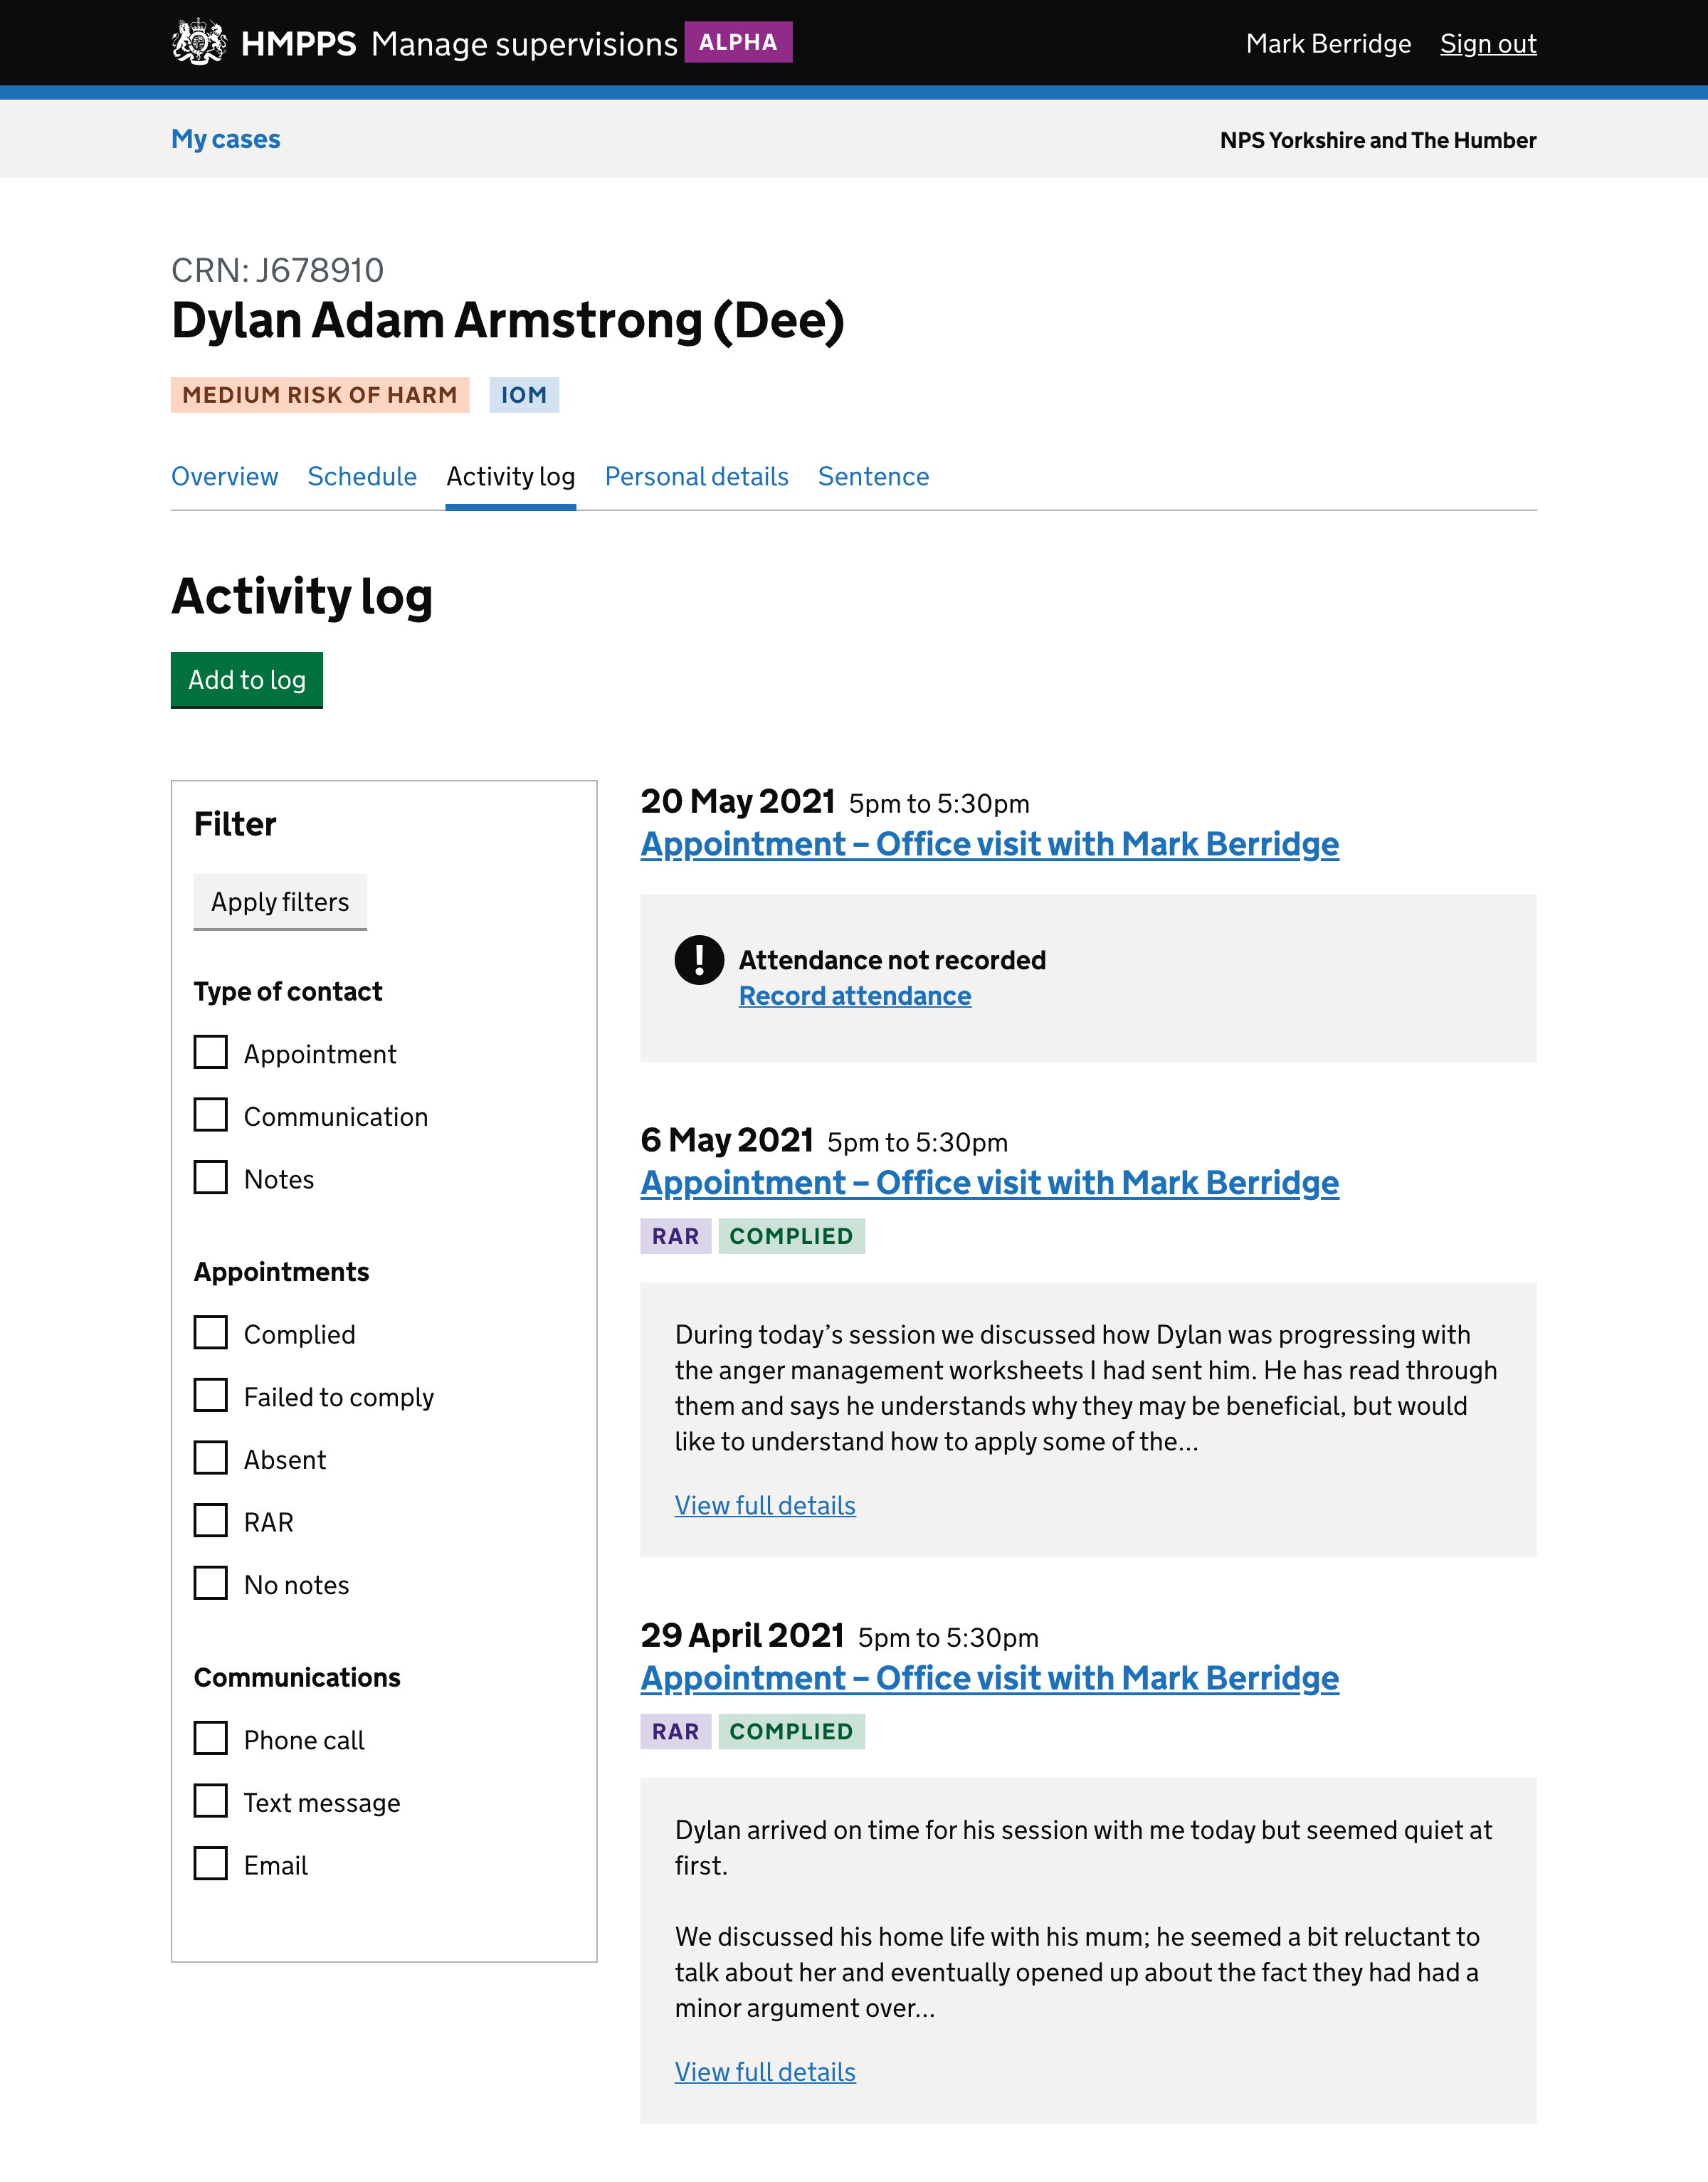 HMPPS Manage supervisions ALPHA
Mark Berridge Sign out
My cases
NPS Yorkshire and The Humber
CRN: J678910
Dylan Adam Armstrong (Dee)
MEDIUM RISK OF HARM IOM
Overview Schedule Activity log Personal details Sentence
Activity log
Add to log
Filter
Apply filters
Type of contact
Appointment
Communication
Notes
Appointments
Complied
Failed to comply
Absent
RAR
No notes
Communications
Phone call
Text message
Email
20 May 2021 5pm to 5:30pm
Appointment – Office visit with Mark Berridge
! Attendance not recorded
Record attendance
6 May 2021 5pm to 5:30pm
Appointment – Office visit with Mark Berridge
RAR COMPLIED
During today’s session we discussed how Dylan was progressing with
the anger management worksheets I had sent him. He has read through
them and says he understands why they may be beneficial, but would
like to understand how to apply some of the...
View full details
29 April 2021 5pm to 5:30pm
Appointment – Office visit with Mark Berridge
RAR COMPLIED
Dylan arrived on time for his session with me today but seemed quiet at
first.
We discussed his home life with his mum; he seemed a bit reluctant to
talk about her and eventually opened up about the fact they had had a
minor argument over...
View full details